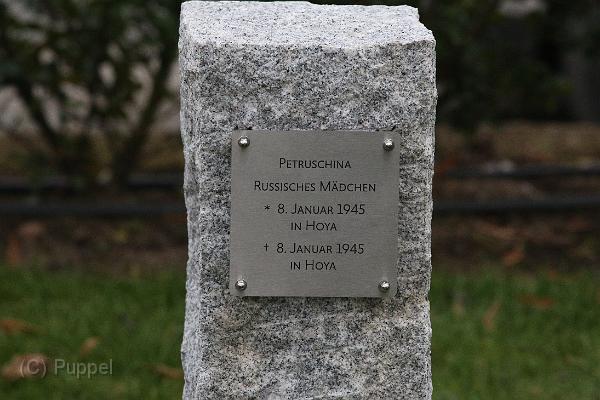 Petruschina
Russisches Mädchen
* 8. Januar 1945
in Hoya
† 8. Januar 1945
in Hoya
(C) Puppel